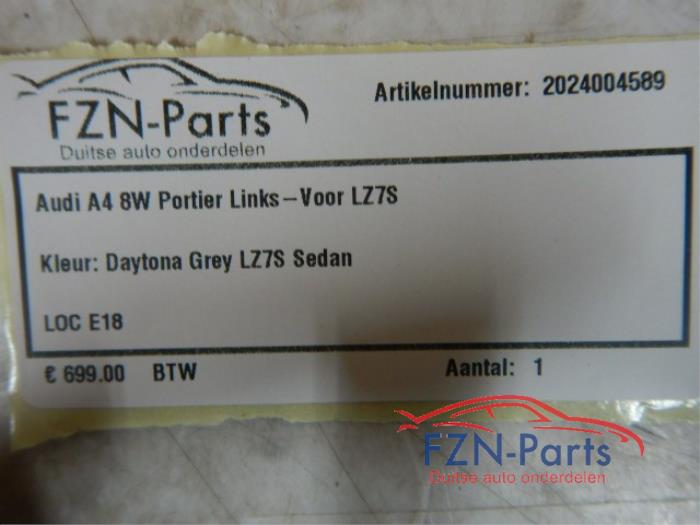 FZN-Parts
Duitse auto onderdelen
Artikelnummer: 2024004589
Audi A4 8W Portier Links-Voor LZ7S
Kleur: Daytona Grey LZ7S Sedan
LOC E18
€ 699.00 BTW
Aantal: 1
FZN-Parts
Duitse auto onderdelen